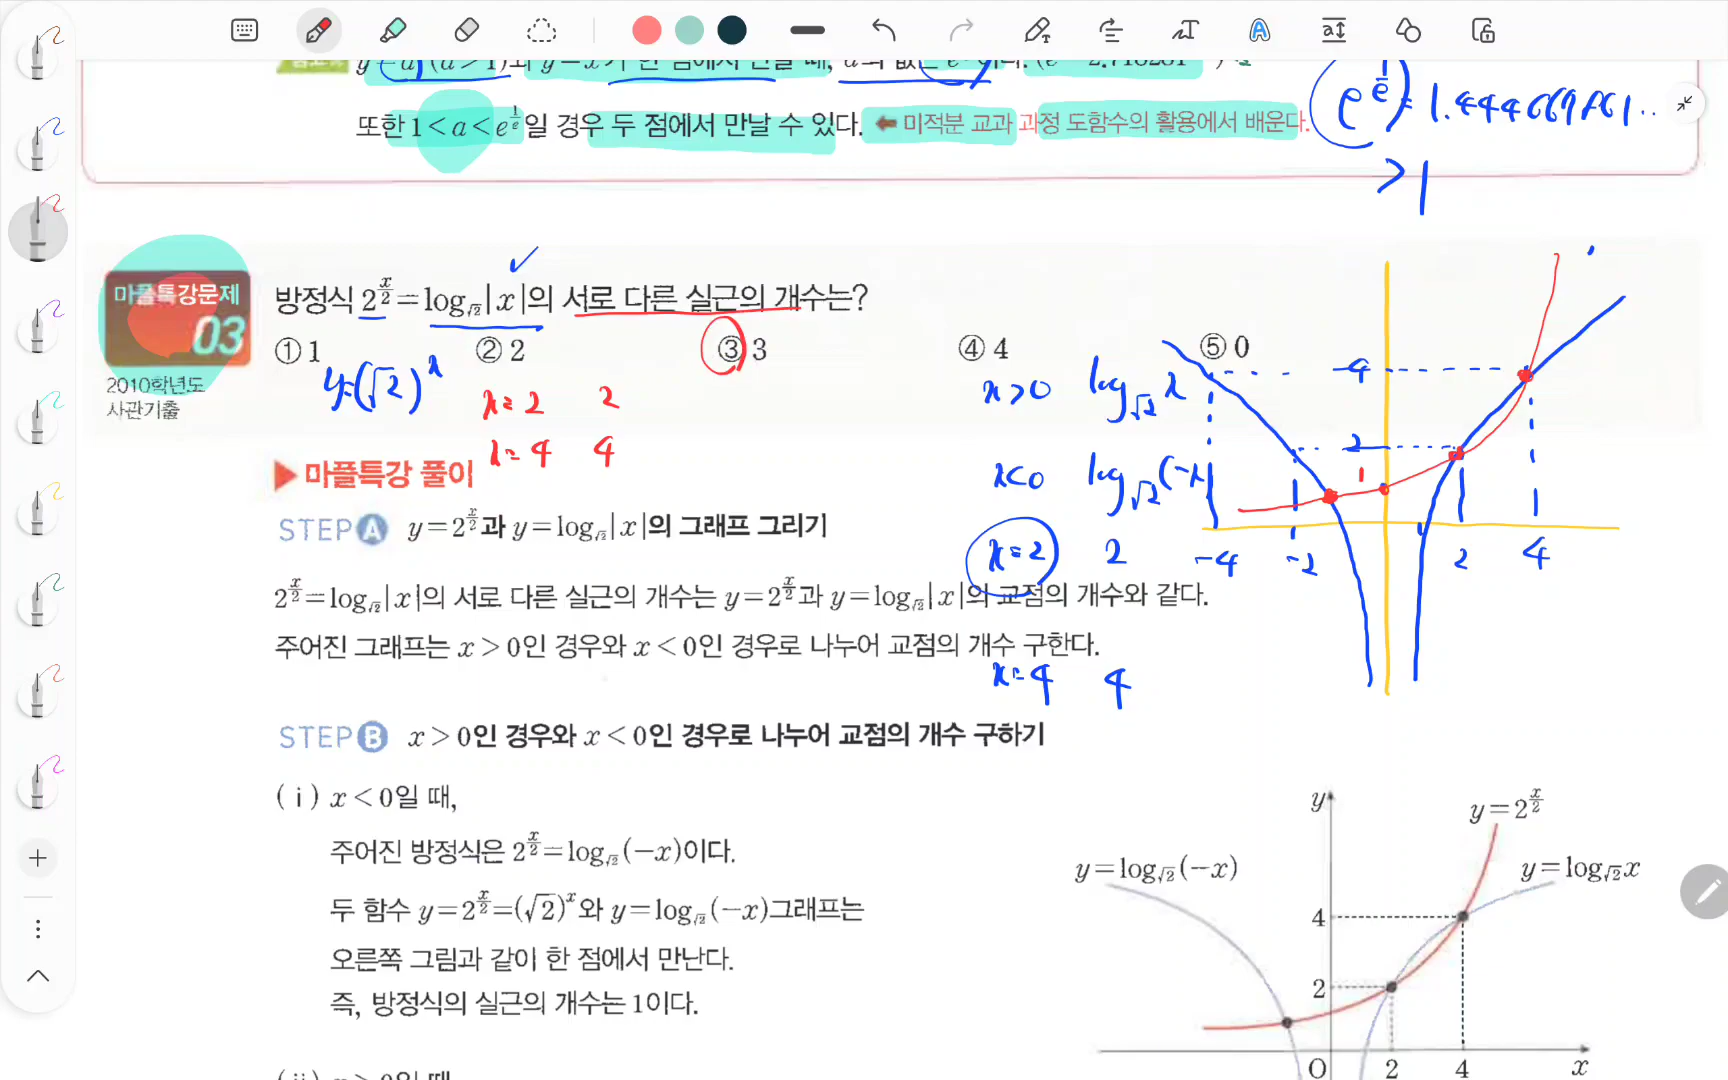 또한 1<a<e^{1/e}일 경우 두 점에서 만날 수 있다. ← 미적분 교과 과정 도함수의 활용에서 배운다.
> 1
마플특강문제
03
2010학년도
사관기출
방정식 2^{x/2}=log_{√2}|x|의 서로 다른 실근의 개수는?
① 1 ② 2 ③ 3 ④ 4 ⑤ 0
y=(√2)^x
x=2 2
x=4 4
x>0 log_{√2} x
x<0 log_{√2}(-x)
x=2 2
x=4 4
4
2
1
-4 -2 2 4
▶ 마플특강 풀이
STEP A y=2^{x/2}과 y=log_{√2}|x|의 그래프 그리기
2^{x/2}=log_{√2}|x|의 서로 다른 실근의 개수는 y=2^{x/2}과 y=log_{√2}|x|의 교점의 개수와 같다.
주어진 그래프는 x>0인 경우와 x<0인 경우로 나누어 교점의 개수 구한다.
STEP B x>0인 경우와 x<0인 경우로 나누어 교점의 개수 구하기
(ⅰ) x<0일 때,
주어진 방정식은 2^{x/2}=log_{√2}(-x)이다.
두 함수 y=2^{x/2}=(√2)^x와 y=log_{√2}(-x)그래프는
오른쪽 그림과 같이 한 점에서 만난다.
즉, 방정식의 실근의 개수는 1이다.
y
y=2^{x/2}
y=log_{√2}(-x)
y=log_{√2}x
4
2
O 2 4 x